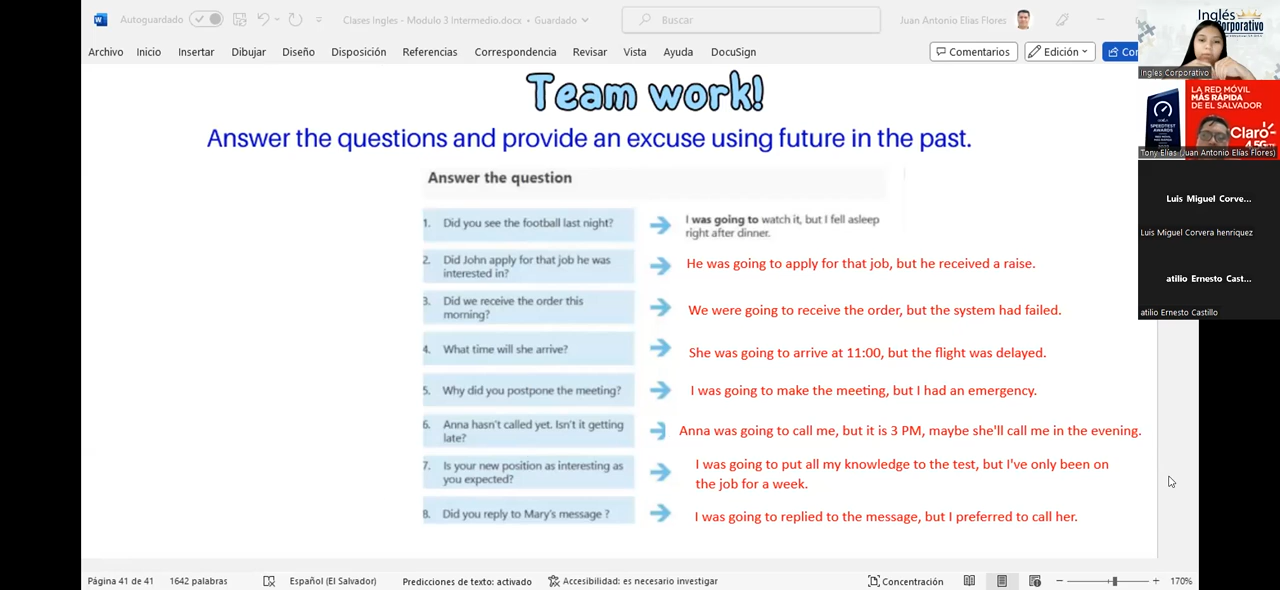 Autoguardado
Clases Ingles - Modulo 3 Intermedio.docx • Guardado
Buscar
Juan Antonio Elias Flores
Archivo Inicio Insertar Dibujar Diseño Disposición Referencias Correspondencia Revisar Vista Ayuda DocuSign
Comentarios
Edición
Team work!
Answer the questions and provide an excuse using future in the past.
Answer the question
1. Did you see the football last night?
I was going to watch it, but I fell asleep
right after dinner.
2. Did John apply for that job he was
interested in?
He was going to apply for that job, but he received a raise.
3. Did we receive the order this
morning?
We were going to receive the order, but the system had failed.
4. What time will she arrive?
She was going to arrive at 11:00, but the flight was delayed.
5. Why did you postpone the meeting?
I was going to make the meeting, but I had an emergency.
6. Anna hasn't called yet. Isn't it getting
late?
Anna was going to call me, but it is 3 PM, maybe she'll call me in the evening.
7. Is your new position as interesting as
you expected?
I was going to put all my knowledge to the test, but I've only been on
the job for a week.
8. Did you reply to Mary's message ?
I was going to replied to the message, but I preferred to call her.
Inglés
Corporativo
Ingles Corporativo
LA RED MÓVIL
MÁS RÁPIDA
DE EL SALVADOR
SPEEDTEST
AWARDS
Claro
4.5G
Tony Elías (Juan Antonio Elías Flores)
Luis Miguel Corve...
Luis Miguel Corvera henriquez
atilio Ernesto Cast...
atilio Ernesto Castillo
Página 41 de 41
1642 palabras
Español (El Salvador)
Predicciones de texto: activado
Accesibilidad: es necesario investigar
Concentración
170%